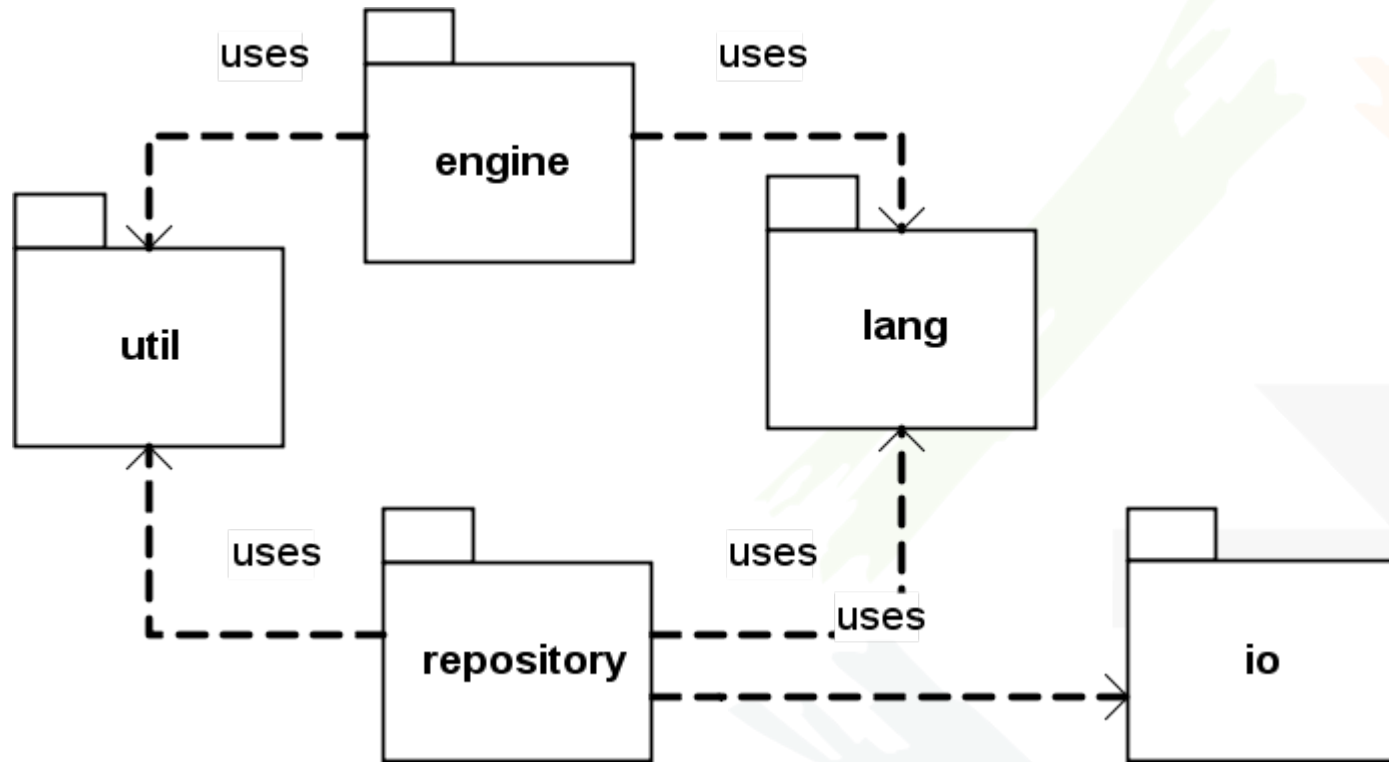 uses
uses
engine
util
lang
uses
uses
uses
repository
io